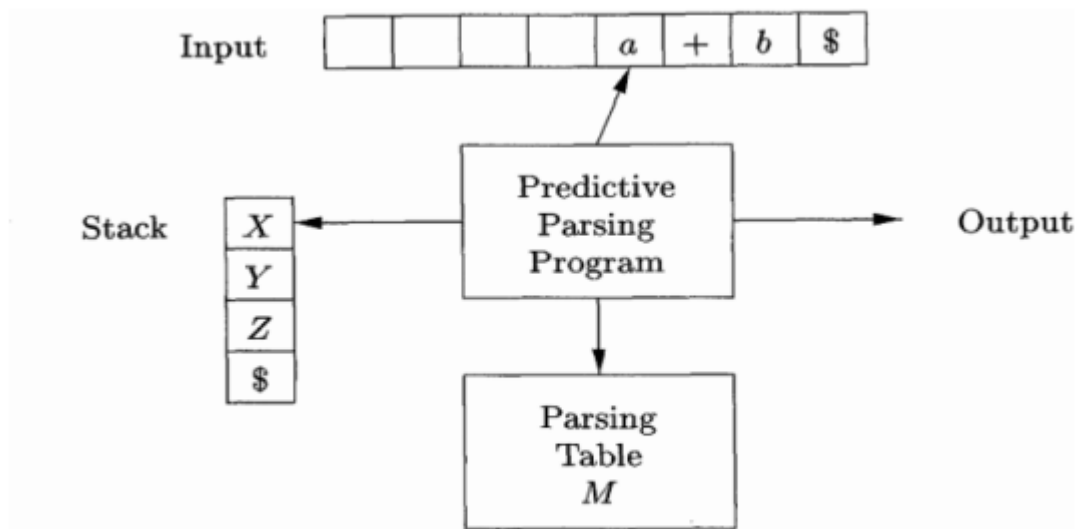 Input a + b $
Predictive
Parsing
Program
Stack X
Y
Z
$
Output
Parsing
Table
M